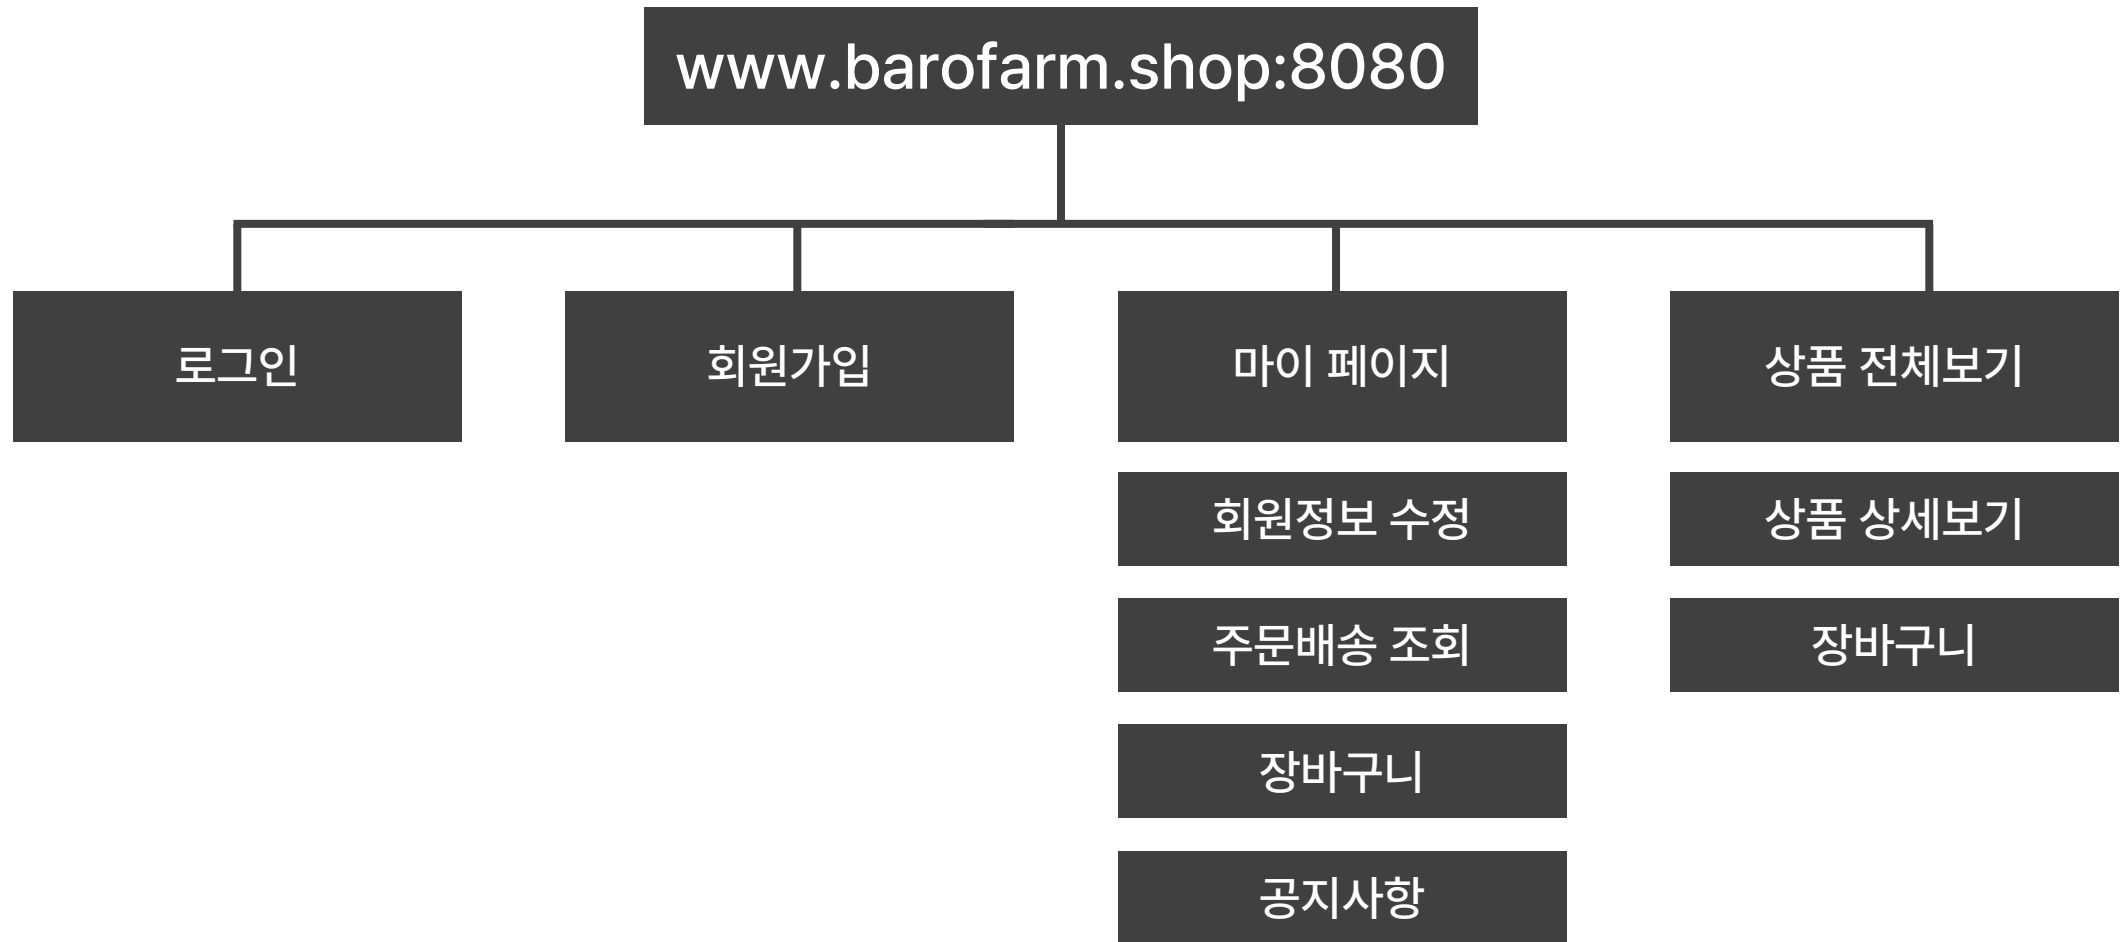 www.barofarm.shop:8080
로그인
회원가입
마이 페이지
상품 전체보기
회원정보 수정
상품 상세보기
주문배송 조회
장바구니
장바구니
공지사항